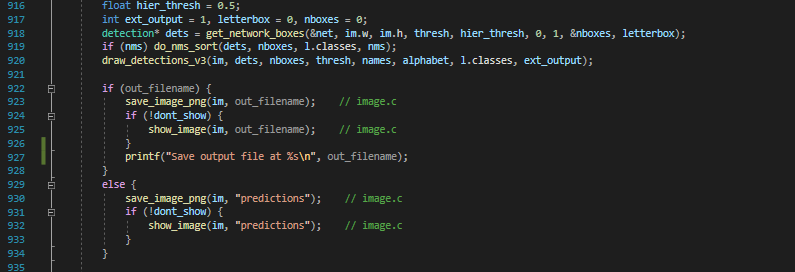 916 float hier_thresh = 0.5;
917 int ext_output = 1, letterbox = 0, nboxes = 0;
918 detection* dets = get_network_boxes(&net, im.w, im.h, thresh, hier_thresh, 0, 1, &nboxes, letterbox);
919 if (nms) do_nms_sort(dets, nboxes, l.classes, nms);
920 draw_detections_v3(im, dets, nboxes, thresh, names, alphabet, l.classes, ext_output);
921
922 if (out_filename) {
923 save_image_png(im, out_filename); // image.c
924 if (!dont_show) {
925 show_image(im, out_filename); // image.c
926 }
927 printf("Save output file at %s\n", out_filename);
928 }
929 else {
930 save_image_png(im, "predictions"); // image.c
931 if (!dont_show) {
932 show_image(im, "predictions"); // image.c
933 }
934 }
935